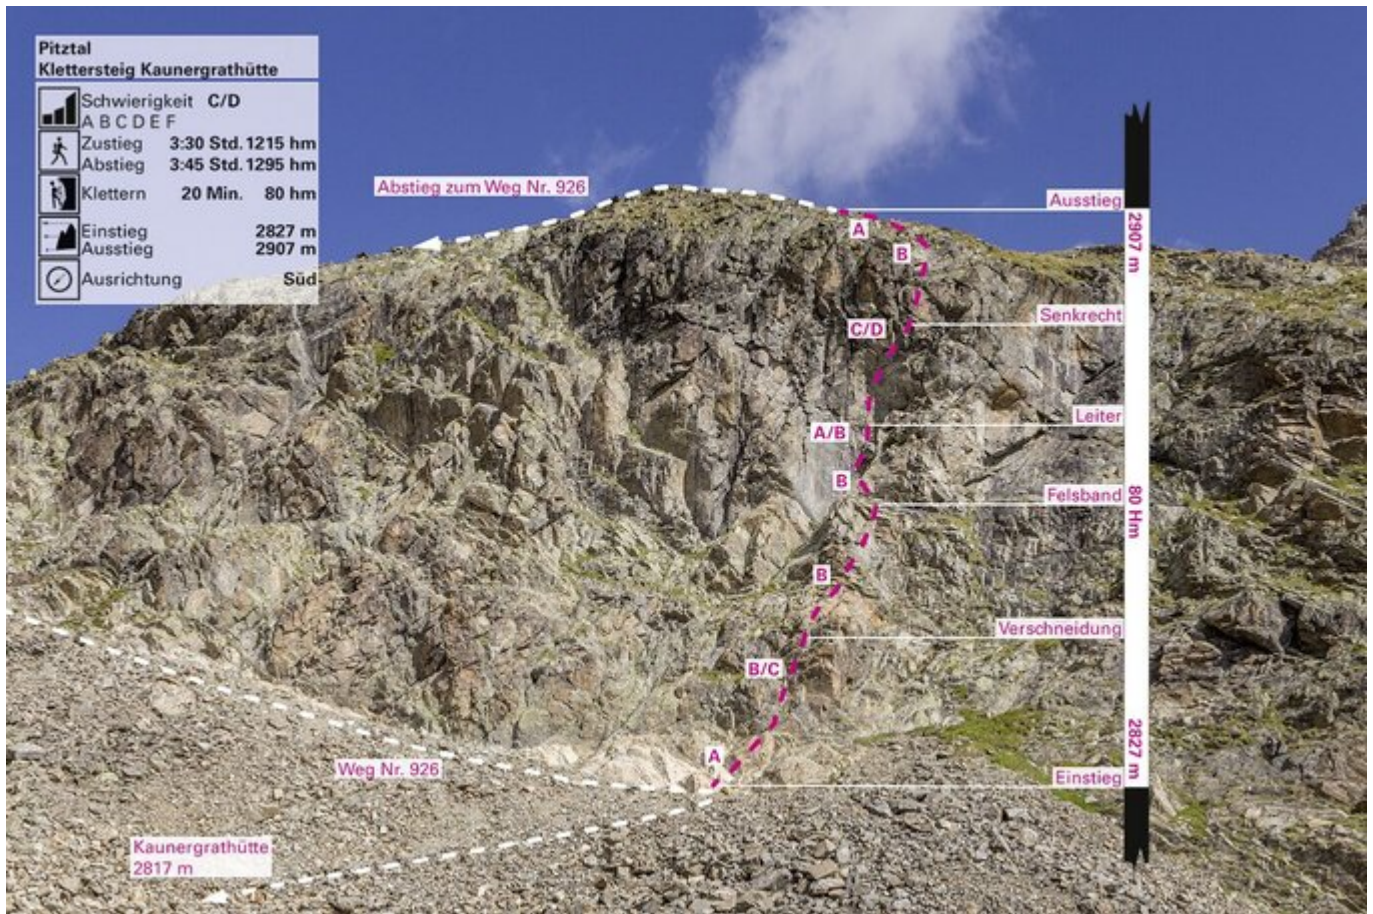 Pitztal
Klettersteig Kaunergrathütte
Schwierigkeit C/D
A B C D E F
Zustieg 3:30 Std. 1215 hm
Abstieg 3:45 Std. 1295 hm
Klettern 20 Min. 80 hm
Einstieg 2827 m
Ausstieg 2907 m
Ausrichtung Süd
Abstieg zum Weg Nr. 926
Ausstieg
A
B
2907 m
Senkrecht
C/D
Leiter
A/B
B
Felsband
80 Hm
B
Verschneidung
B/C
2827 m
A
Weg Nr. 926
Einstieg
Kaunergrathütte
2817 m